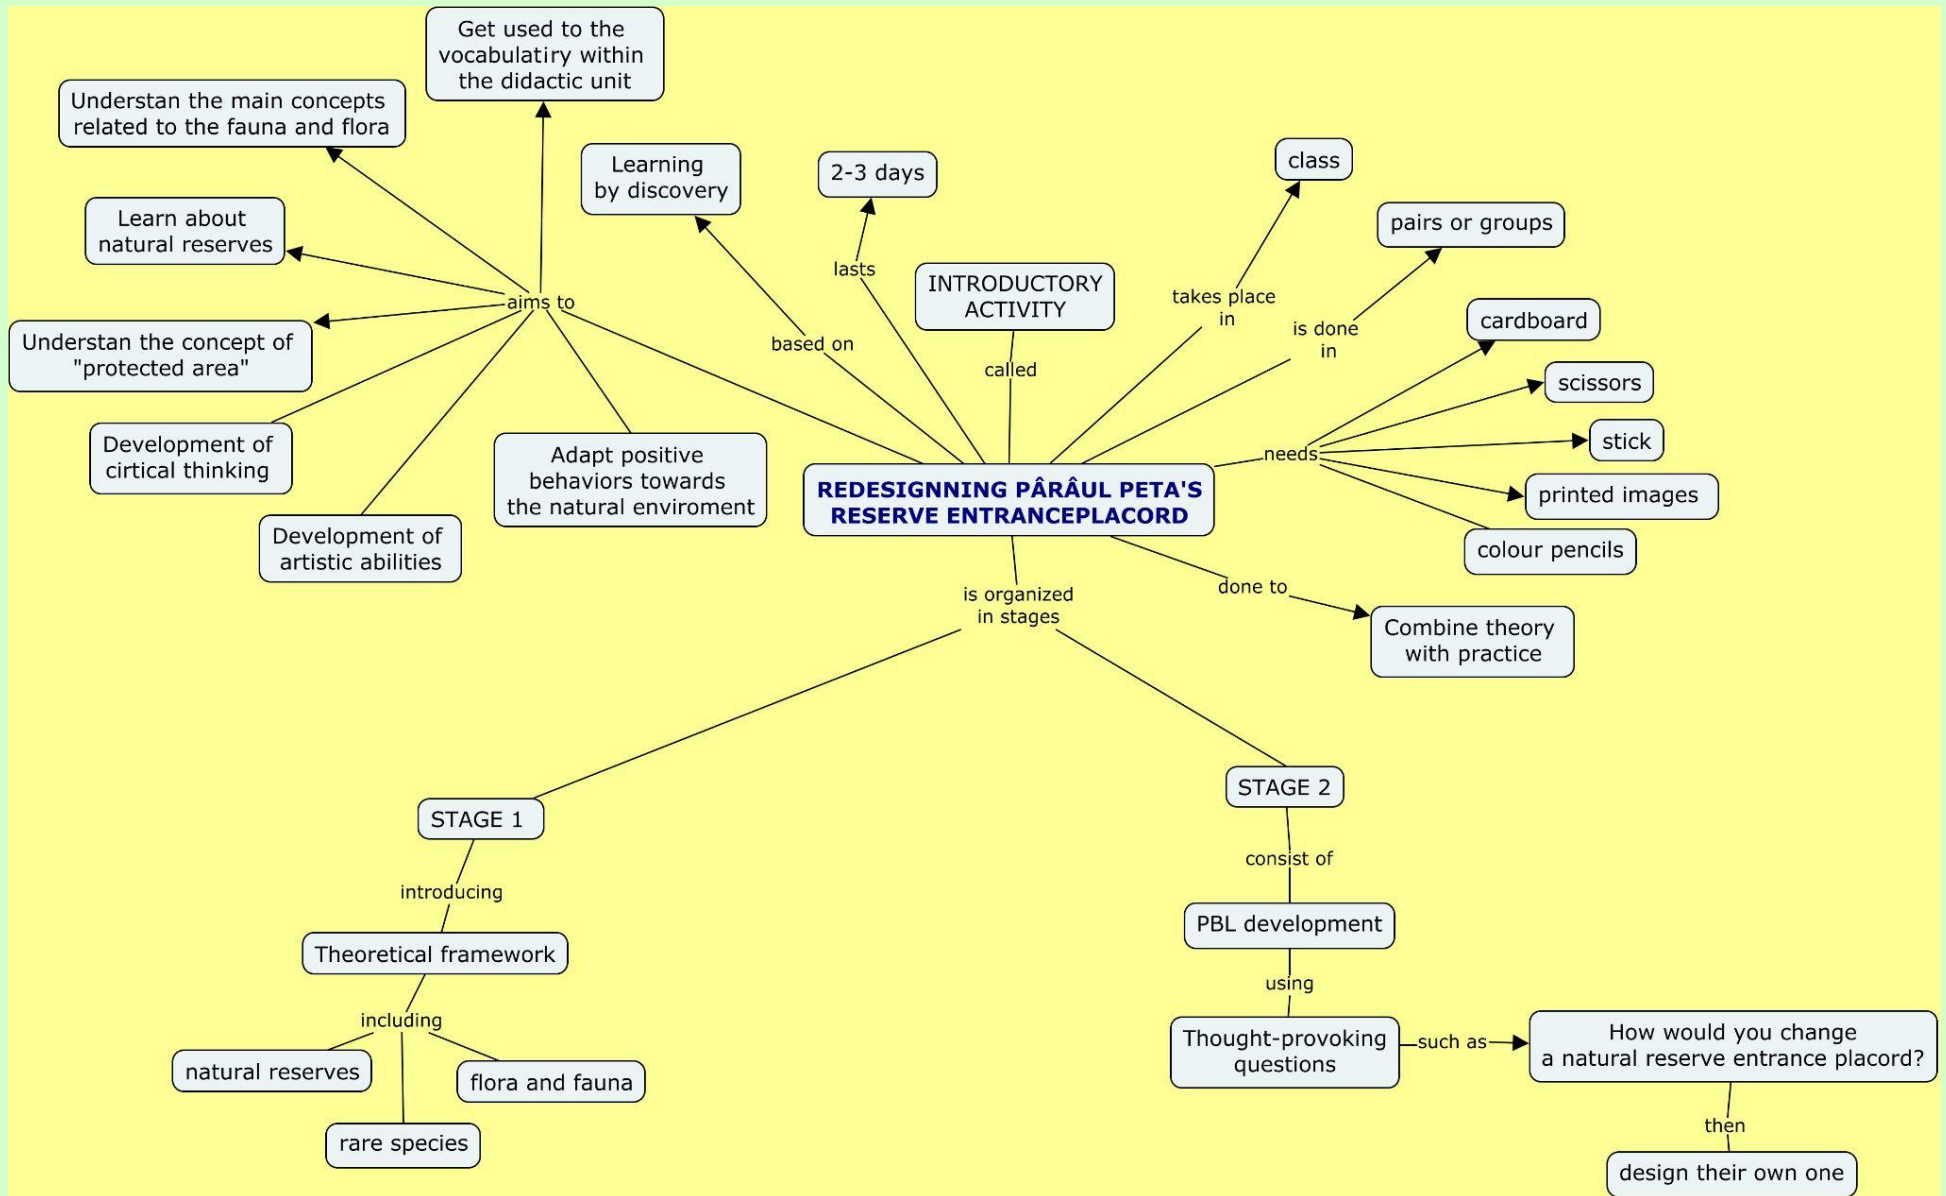 Get used to the
vocabulatiry within
the didactic unit
Understan the main concepts
related to the fauna and flora
Learning
by discovery
2-3 days
class
Learn about
natural reserves
pairs or groups
lasts
INTRODUCTORY
ACTIVITY
takes place
in
aims to
cardboard
is done
in
Understan the concept of
"protected area"
based on
called
scissors
stick
Development of
cirtical thinking
Adapt positive
behaviors towards
the natural enviroment
needs
REDESIGNNING PÂRÂUL PETA'S
RESERVE ENTRANCEPLACORD
printed images
colour pencils
Development of
artistic abilities
is organized
in stages
done to
Combine theory
with practice
STAGE 1
STAGE 2
introducing
consist of
Theoretical framework
PBL development
including
using
natural reserves
flora and fauna
rare species
Thought-provoking
questions
such as
How would you change
a natural reserve entrance placord?
then
design their own one